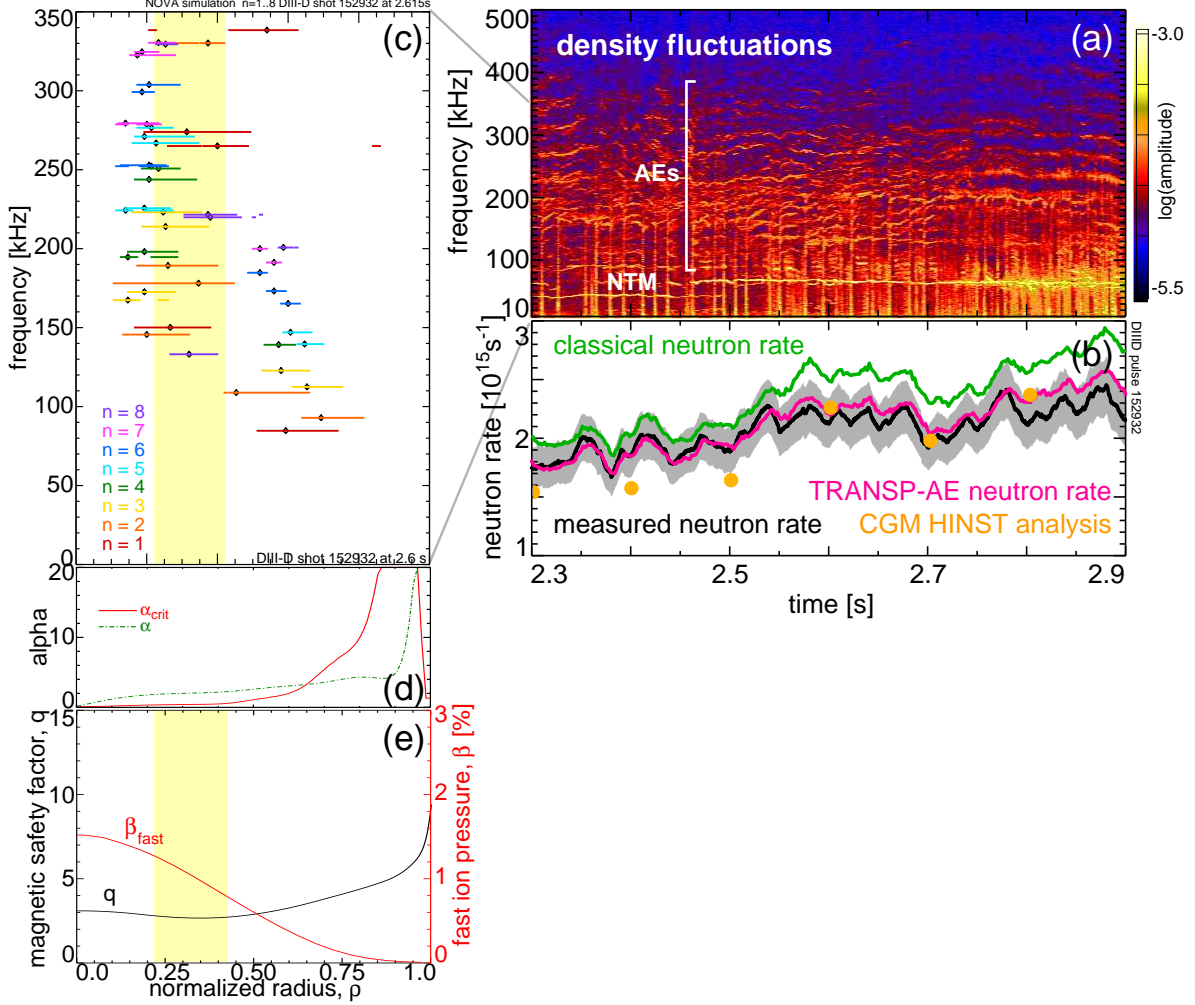 NOVA simulation n=1..8 DIII-D shot 152932 at 2.615s
(c)
350
300
250
200
150
100
50
0
frequency [kHz]
n = 8
n = 7
n = 6
n = 5
n = 4
n = 3
n = 2
n = 1
density fluctuations
(a)
500
400
300
200
100
10
frequency [kHz]
AEs
NTM
-3.0
-5.5
log(amplitude)
classical neutron rate
(b)
3
2
1
neutron rate [10¹⁵s⁻¹]
TRANSP-AE neutron rate
measured neutron rate
CGM HINST analysis
DIIID pulse 152932
2.3
2.5
2.7
2.9
time [s]
DIII-D shot 152932 at 2.6 s
20
10
0
alpha
αcrit
α
(d)
15
10
5
0
magnetic safety factor, q
(e)
3
2
1
0
fast ion pressure, β [%]
βfast
q
0.0
0.25
0.50
0.75
1.0
normalized radius, ρ